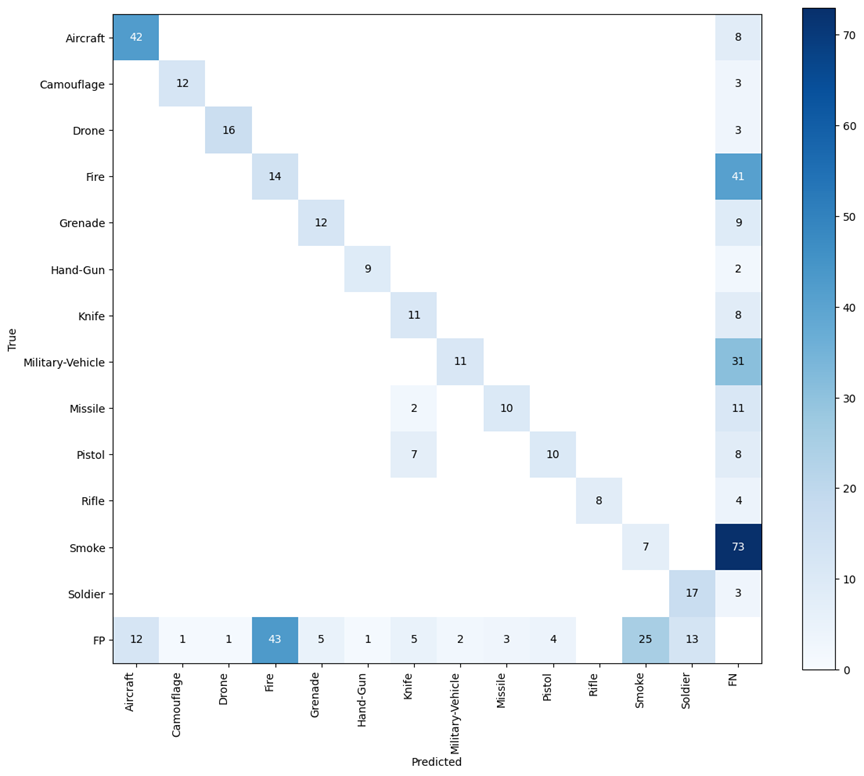 Aircraft 42 8
Camouflage 12 3
Drone 16 3
Fire 14 41
Grenade 12 9
Hand-Gun 9 2
Knife 11 8
Military-Vehicle 11 31
Missile 2 10 11
Pistol 7 10 8
Rifle 8 4
Smoke 7 73
Soldier 17 3
FP 12 1 1 43 5 1 5 2 3 4 25 13
True
Aircraft
Camouflage
Drone
Fire
Grenade
Hand-Gun
Knife
Military-Vehicle
Missile
Pistol
Rifle
Smoke
Soldier
FN
Predicted
70
60
50
40
30
20
10
0